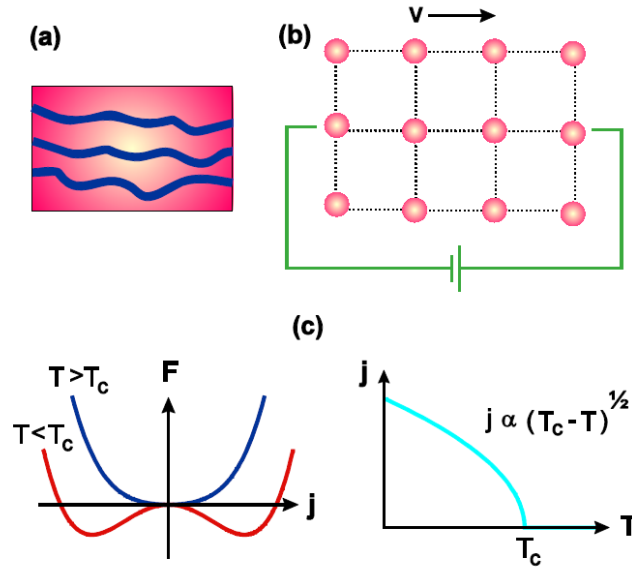 (a)
(b)
V
(c)
T>Tc
F
T<Tc
j
j
j α (Tc-T)^½
Tc
T